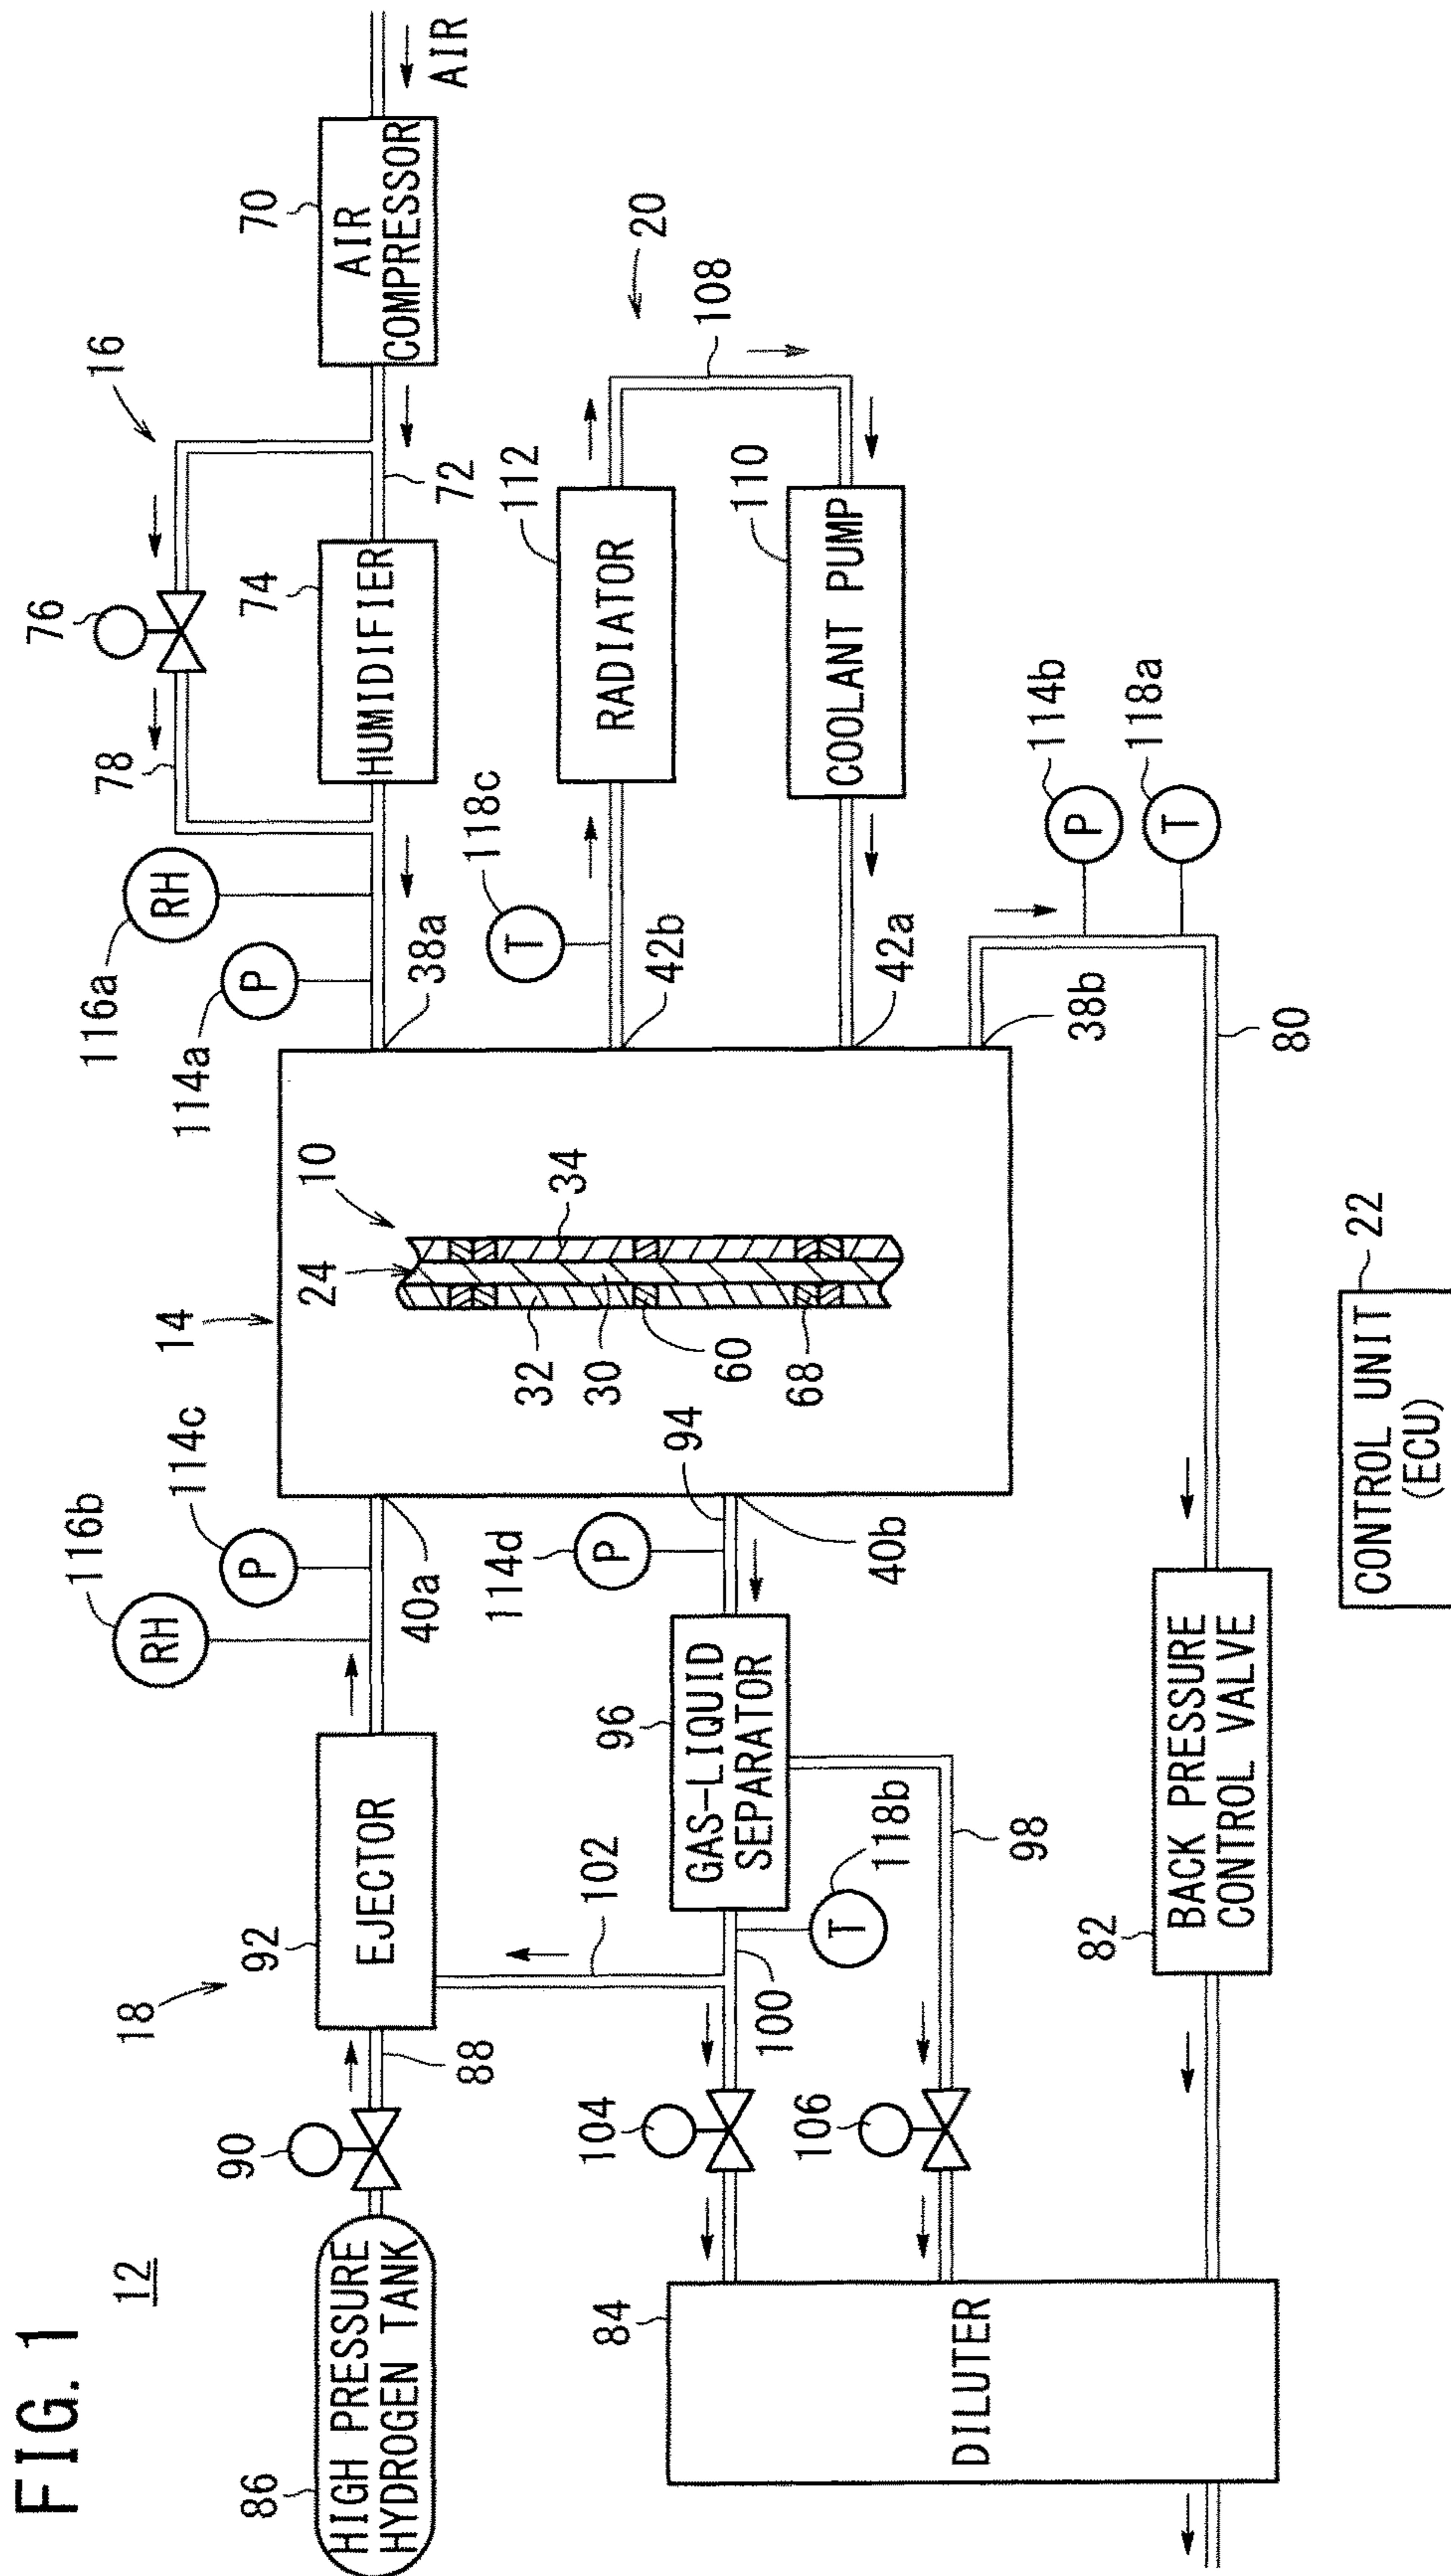 FIG. 1
12
18
16
20
14
10
24
86
HIGH PRESSURE
HYDROGEN TANK
90
88
92
EJECTOR
116b
RH
114c
P
40a
114a
P
116a
RH
38a
78
76
74
HUMIDIFIER
72
70
AIR
COMPRESSOR
AIR
102
96
GAS-LIQUID
SEPARATOR
114d
P
94
40b
32
30
60
68
34
118c
T
42b
112
RADIATOR
108
110
COOLANT PUMP
42a
38b
114b
P
118a
T
80
104
100
118b
T
98
106
84
DILUTER
82
BACK PRESSURE
CONTROL VALVE
22
CONTROL UNIT
(ECU)